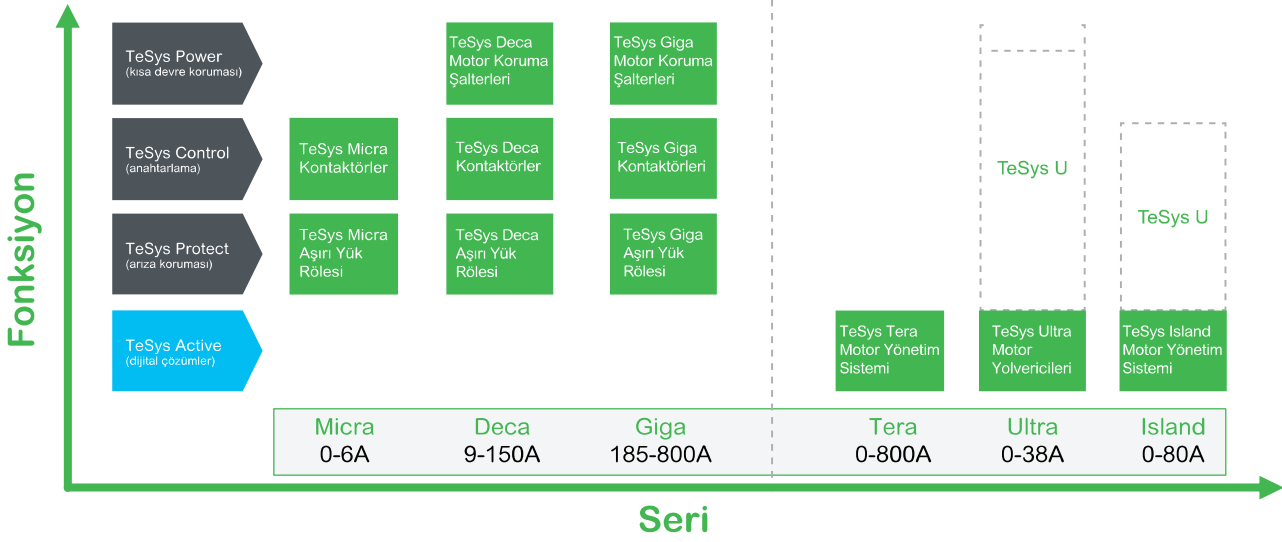 Fonksiyon
TeSys Power
(kısa devre koruması)
TeSys Deca
Motor Koruma
Şalterleri
TeSys Giga
Motor Koruma
Şalterleri
TeSys Control
(anahtarlama)
TeSys Micra
Kontaktörler
TeSys Deca
Kontaktörler
TeSys Giga
Kontaktörleri
TeSys U
TeSys U
TeSys Protect
(arıza koruması)
TeSys Micra
Aşırı Yük
Rölesi
TeSys Deca
Aşırı Yük
Rölesi
TeSys Giga
Aşırı Yük
Rölesi
TeSys Active
(dijital çözümler)
TeSys Tera
Motor Yönetim
Sistemi
TeSys Ultra
Motor
Yolvericileri
TeSys Island
Motor Yönetim
Sistemi
Micra
0-6A
Deca
9-150A
Giga
185-800A
Tera
0-800A
Ultra
0-38A
Island
0-80A
Seri